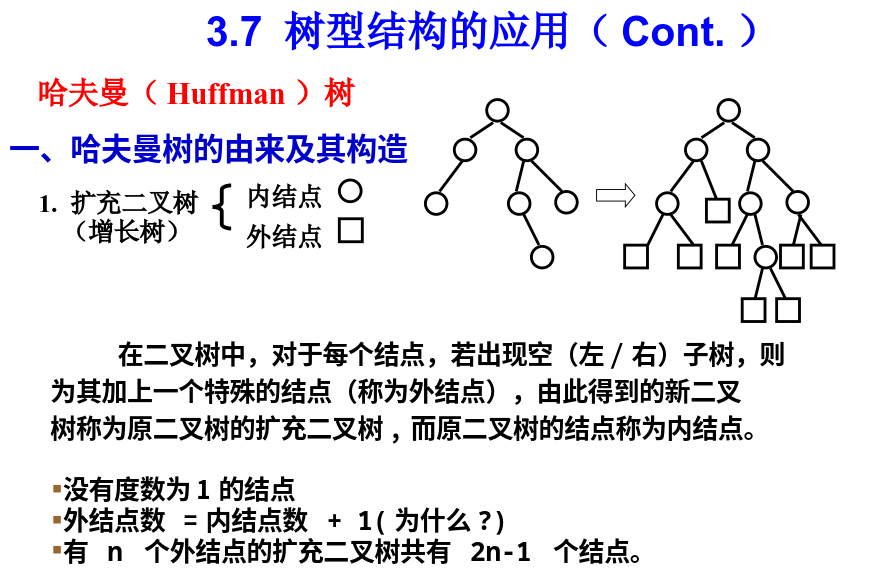 3.7 树型结构的应用（ Cont. ）
哈夫曼（ Huffman ）树
一、哈夫曼树的由来及其构造
1. 扩充二叉树
（增长树）
{
内结点
外结点
在二叉树中，对于每个结点，若出现空（左 / 右）子树，则
为其加上一个特殊的结点（称为外结点），由此得到的新二叉
树称为原二叉树的扩充二叉树 , 而原二叉树的结点称为内结点。
▪没有度数为 1 的结点
▪外结点数 = 内结点数 + 1( 为什么 ? )
▪有 n 个外结点的扩充二叉树共有 2n-1 个结点。